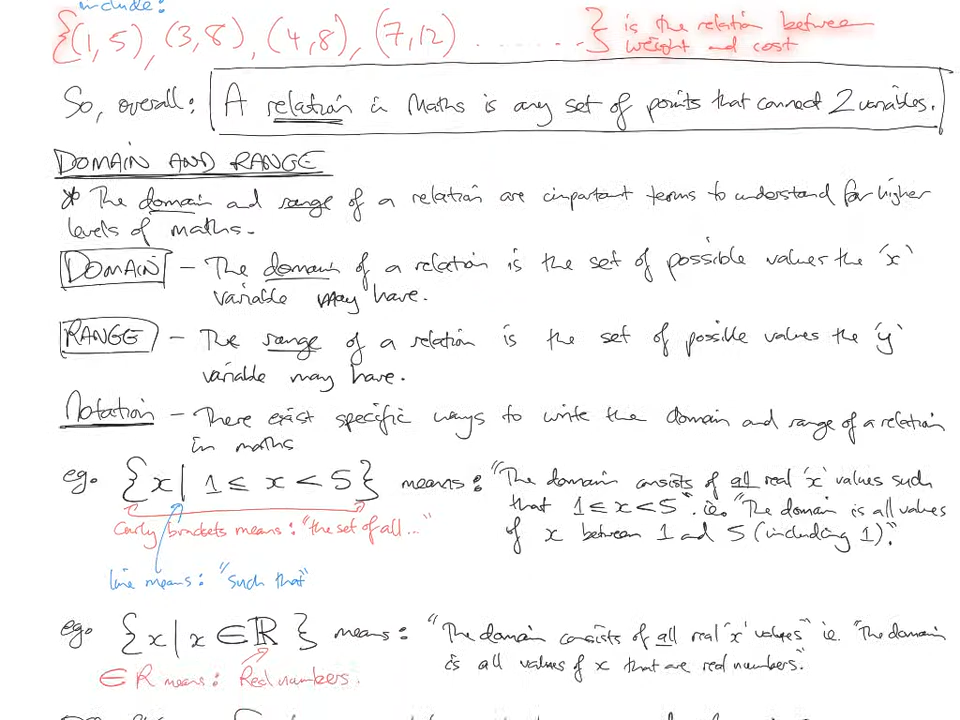 include:
{(1,5), (3,8), (4,8), (7,12) ........ } is the relation between
weight and cost
So, overall: A relation in Maths is any set of points that connect 2 variables.
DOMAIN AND RANGE
* The domain and range of a relation are important terms to understand for higher
levels of maths.
DOMAIN - The domain of a relation is the set of possible values the 'x'
variable may have.
RANGE - The range of a relation is the set of possible values the 'y'
variable may have.
Notation - There exist specific ways to write the domain and range of a relation
in maths
eg. {x| 1 ≤ x < 5} means: "The domain consists of all real 'x' values such
that 1 ≤ x < 5". ie. "The domain is all values
of x between 1 and 5 (including 1)."
Curly brackets means: "the set of all..."
line means: "such that"
eg. {x | x ∈ ℝ } means: "The domain consists of all real 'x' values" ie. "The domain
is all values of x that are real numbers."
∈ R means: Real numbers.